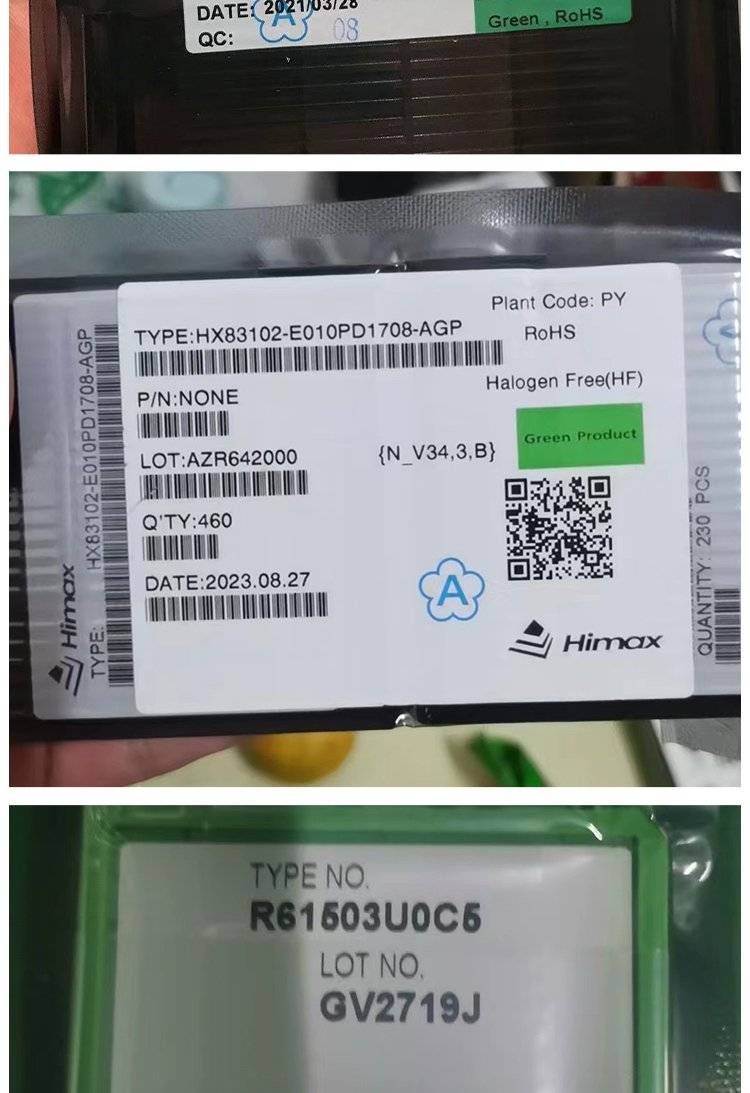 DATE: 2021/03/28
A
QC:
08
Green , RoHS
TYPE:HX83102-E010PD1708-AGP
Plant Code: PY
RoHS
P/N:NONE
Halogen Free(HF)
LOT:AZR642000
{N_V34,3,B}
Green Product
Q'TY:460
DATE:2023.08.27
A
Himax
Himax
TYPE: HX83102-E010PD1708-AGP
QUANTITY: 230 PCS
TYPE NO.
R61503U0C5
LOT NO.
GV2719J